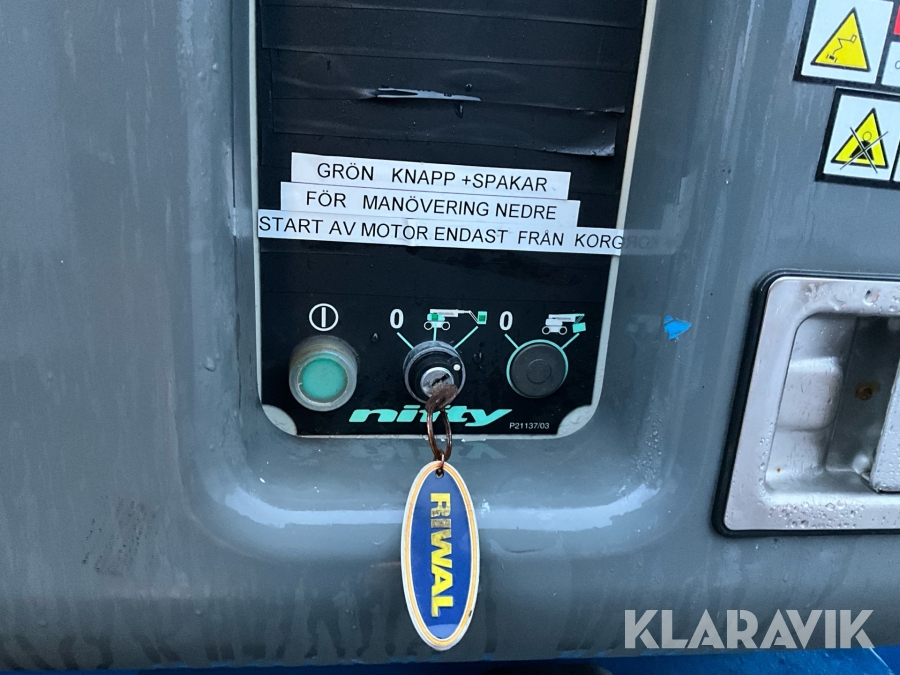 GRÖN KNAPP +SPAKAR
FÖR MANÖVERING NEDRE
START AV MOTOR ENDAST FRÅN KORG
0
0
nifty
P21137/03
RIWAL
KLARAVIK